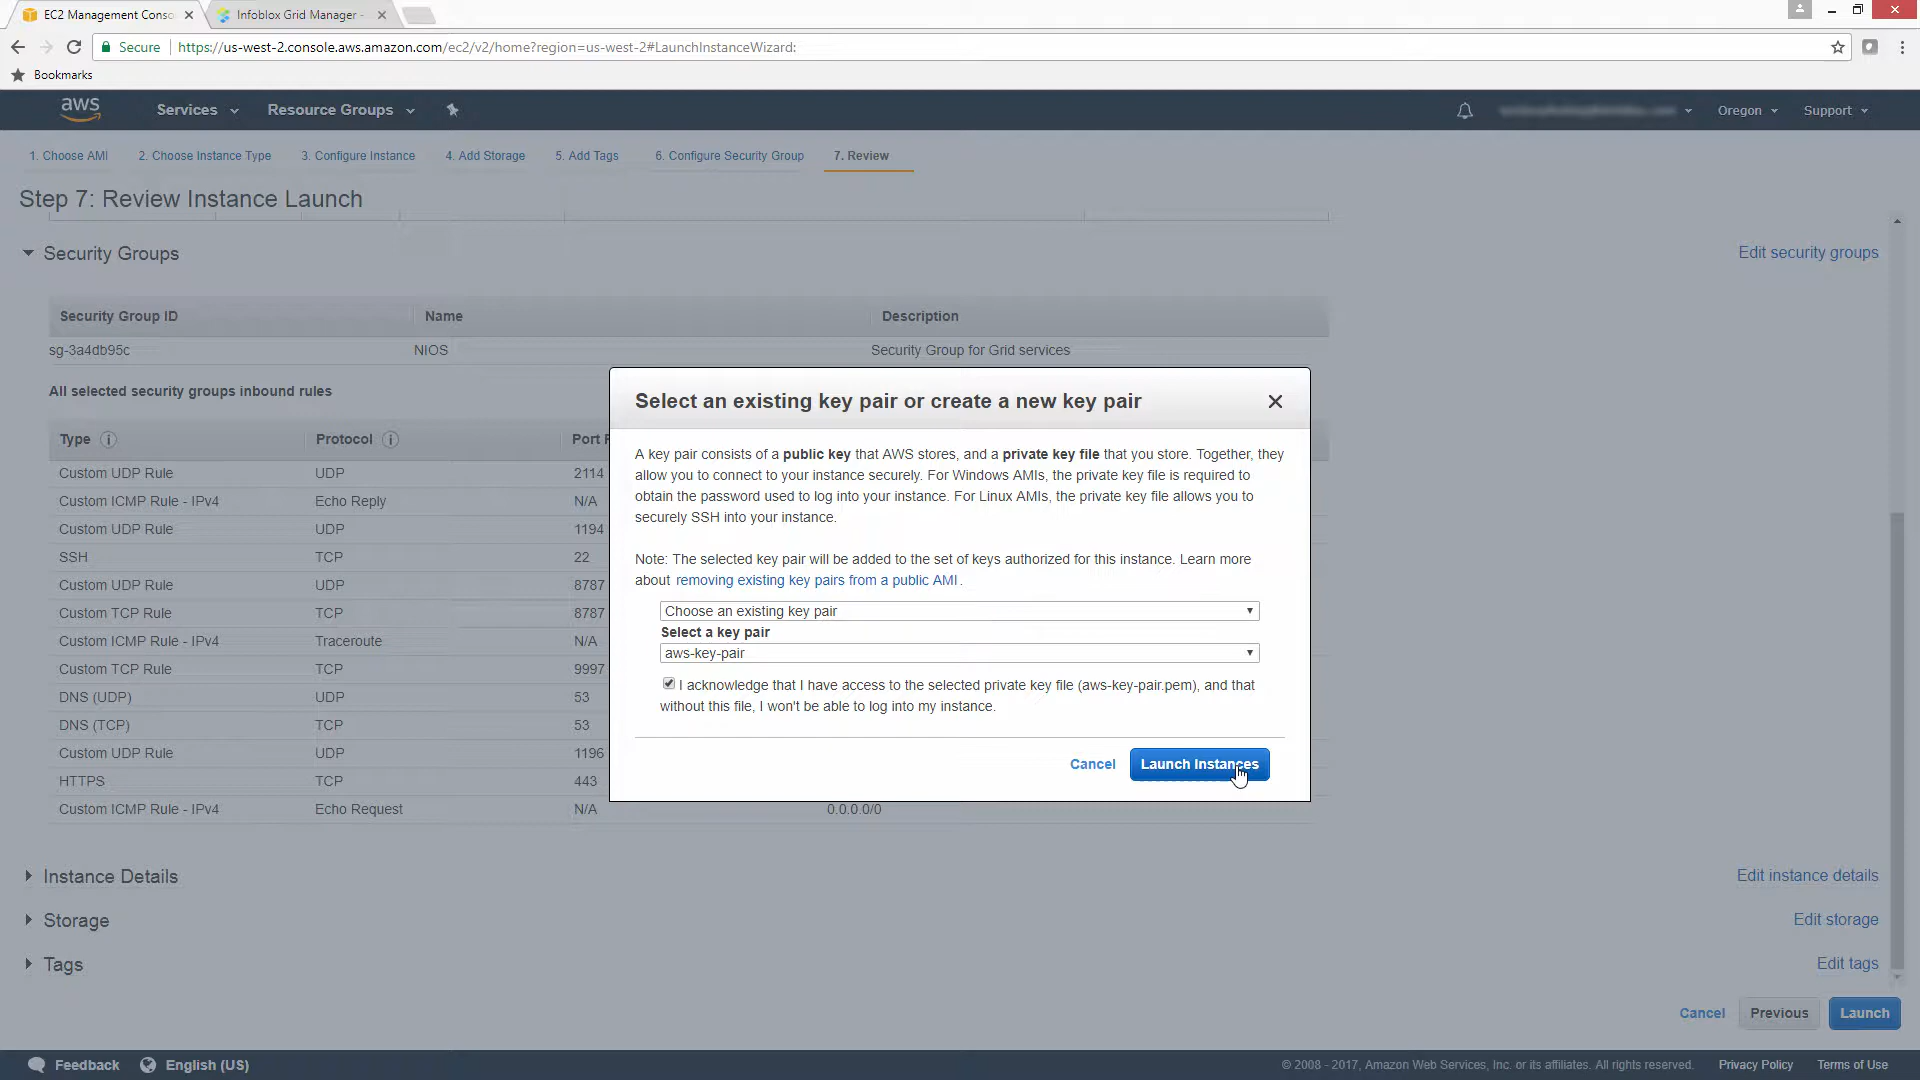 EC2 Management Conso
Infoblox Grid Manager -
Secure
https://us-west-2.console.aws.amazon.com/ec2/v2/home?region=us-west-2#LaunchInstanceWizard:
Bookmarks
aws
Services
Resource Groups
Oregon
Support
1. Choose AMI
2. Choose Instance Type
3. Configure Instance
4. Add Storage
5. Add Tags
6. Configure Security Group
7. Review
Step 7: Review Instance Launch
Security Groups
Edit security groups
Security Group ID
Name
Description
sg-3a4db95c
NIOS
Security Group for Grid services
All selected security groups inbound rules
Type
Protocol
Port
Custom UDP Rule
UDP
2114
Custom ICMP Rule - IPv4
Echo Reply
N/A
Custom UDP Rule
UDP
1194
SSH
TCP
22
Custom UDP Rule
UDP
8787
Custom TCP Rule
TCP
8787
Custom ICMP Rule - IPv4
Traceroute
N/A
Custom TCP Rule
TCP
9997
DNS (UDP)
UDP
53
DNS (TCP)
TCP
53
Custom UDP Rule
UDP
1196
HTTPS
TCP
443
Custom ICMP Rule - IPv4
Echo Request
N/A
0.0.0.0/0
Select an existing key pair or create a new key pair
A key pair consists of a public key that AWS stores, and a private key file that you store. Together, they
allow you to connect to your instance securely. For Windows AMIs, the private key file is required to
obtain the password used to log into your instance. For Linux AMIs, the private key file allows you to
securely SSH into your instance.
Note: The selected key pair will be added to the set of keys authorized for this instance. Learn more
about removing existing key pairs from a public AMI.
Choose an existing key pair
Select a key pair
aws-key-pair
I acknowledge that I have access to the selected private key file (aws-key-pair.pem), and that
without this file, I won't be able to log into my instance.
Cancel
Launch Instances
Instance Details
Edit instance details
Storage
Edit storage
Tags
Edit tags
Cancel
Previous
Launch
Feedback
English (US)
© 2008 - 2017, Amazon Web Services, Inc. or its affiliates. All rights reserved.
Privacy Policy
Terms of Use